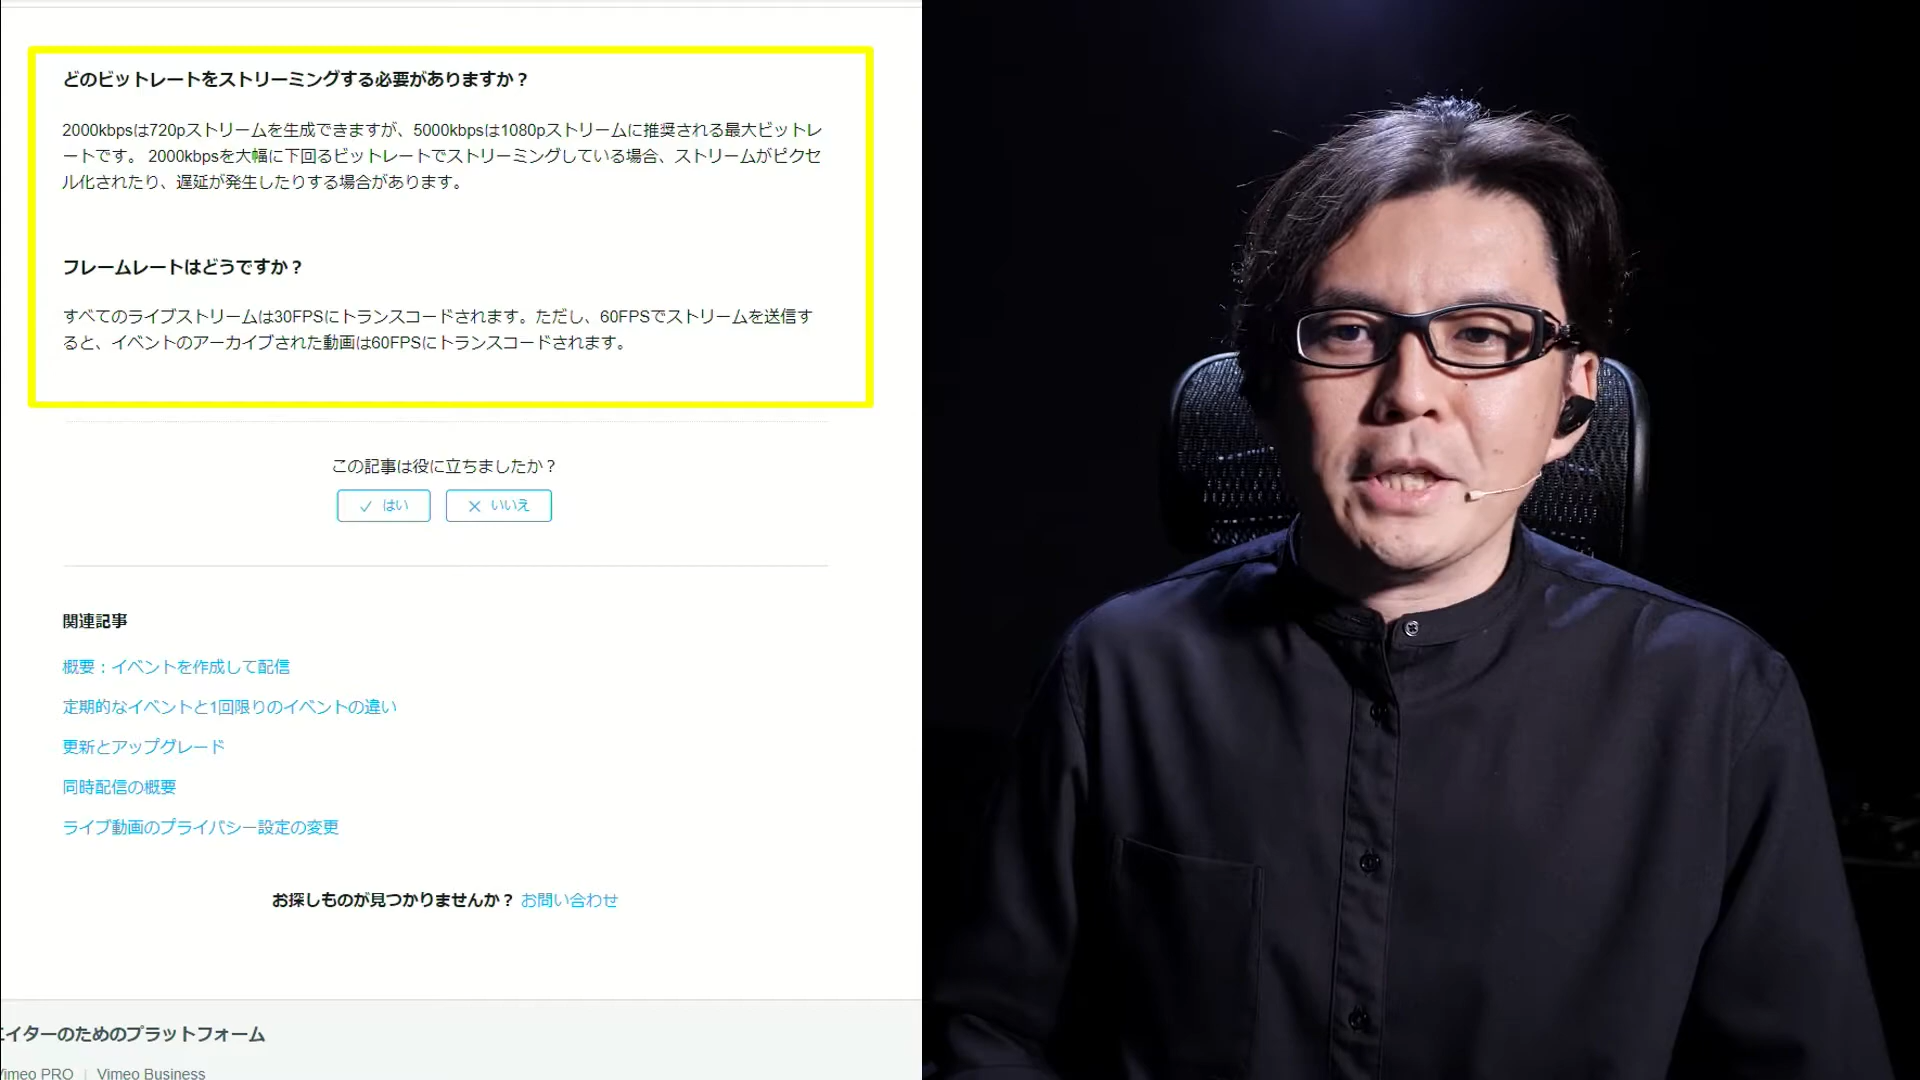 どのビットレートをストリーミングする必要がありますか？
2000kbpsは720pストリームを生成できますが、5000kbpsは1080pストリームに推奨される最大ビットレ
ートです。 2000kbpsを大幅に下回るビットレートでストリーミングしている場合、ストリームがピクセ
ル化されたり、遅延が発生したりする場合があります。
フレームレートはどうですか？
すべてのライブストリームは30FPSにトランスコードされます。ただし、60FPSでストリームを送信す
ると、イベントのアーカイブされた動画は60FPSにトランスコードされます。
この記事は役に立ちましたか？
はい
いいえ
関連記事
概要：イベントを作成して配信
定期的なイベントと1回限りのイベントの違い
更新とアップグレード
同時配信の概要
ライブ動画のプライバシー設定の変更
お探しものが見つかりませんか？ お問い合わせ
エイターのためのプラットフォーム
Vimeo PRO | Vimeo Business